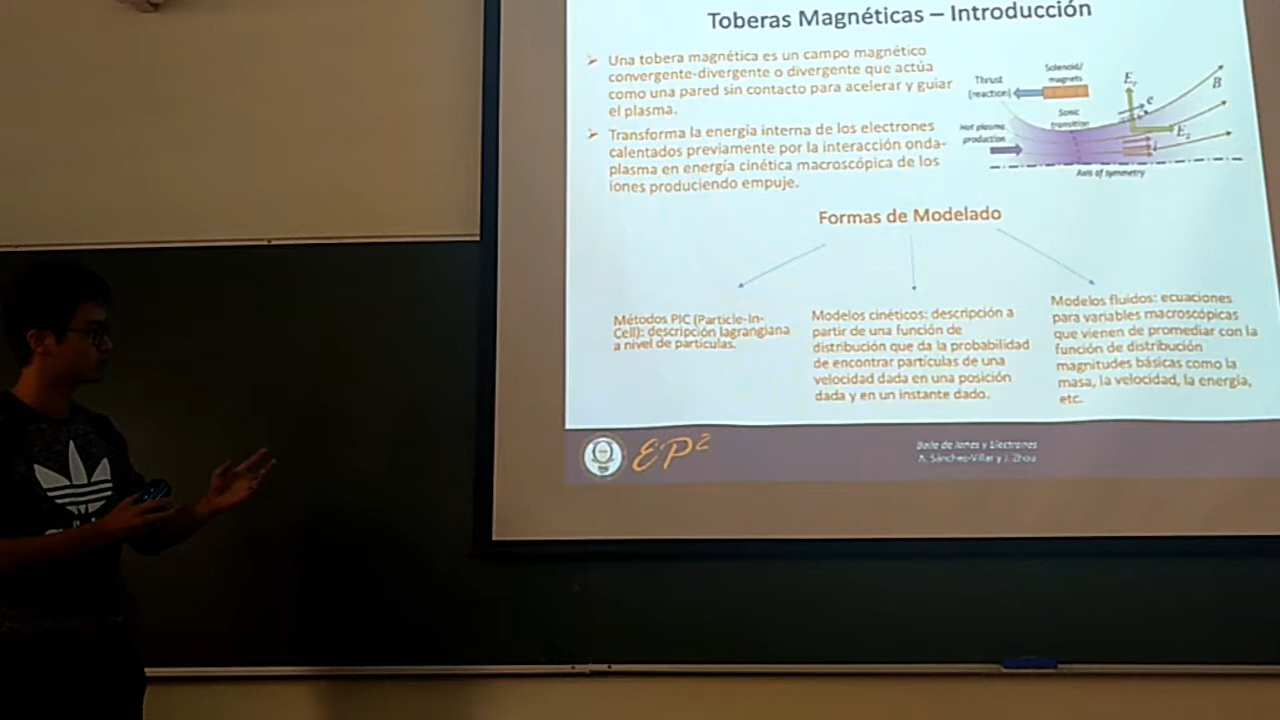 Toberas Magnéticas – Introducción
➢ Una tobera magnética es un campo magnético
convergente-divergente o divergente que actúa
como una pared sin contacto para acelerar y guiar
el plasma.
➢ Transforma la energía interna de los electrones
calentados previamente por la interacción onda-
plasma en energía cinética macroscópica de los
iones produciendo empuje.
Thrust
(reaction)
Solenoid/
magnets
Hot plasma
production
Sonic
transition
E
e
B
E
i
Axis of symmetry
Formas de Modelado
Métodos PIC (Particle-In-
Cell): descripción lagrangiana
a nivel de partículas.
Modelos cinéticos: descripción a
partir de una función de
distribución que da la probabilidad
de encontrar partículas de una
velocidad dada en una posición
dada y en un instante dado.
Modelos fluidos: ecuaciones
para variables macroscópicas
que vienen de promediar con la
función de distribución
magnitudes básicas como la
masa, la velocidad, la energía,
etc.
EP²
Baile de Iones y Electrones
A. Sánchez-Villar y J. Zhou